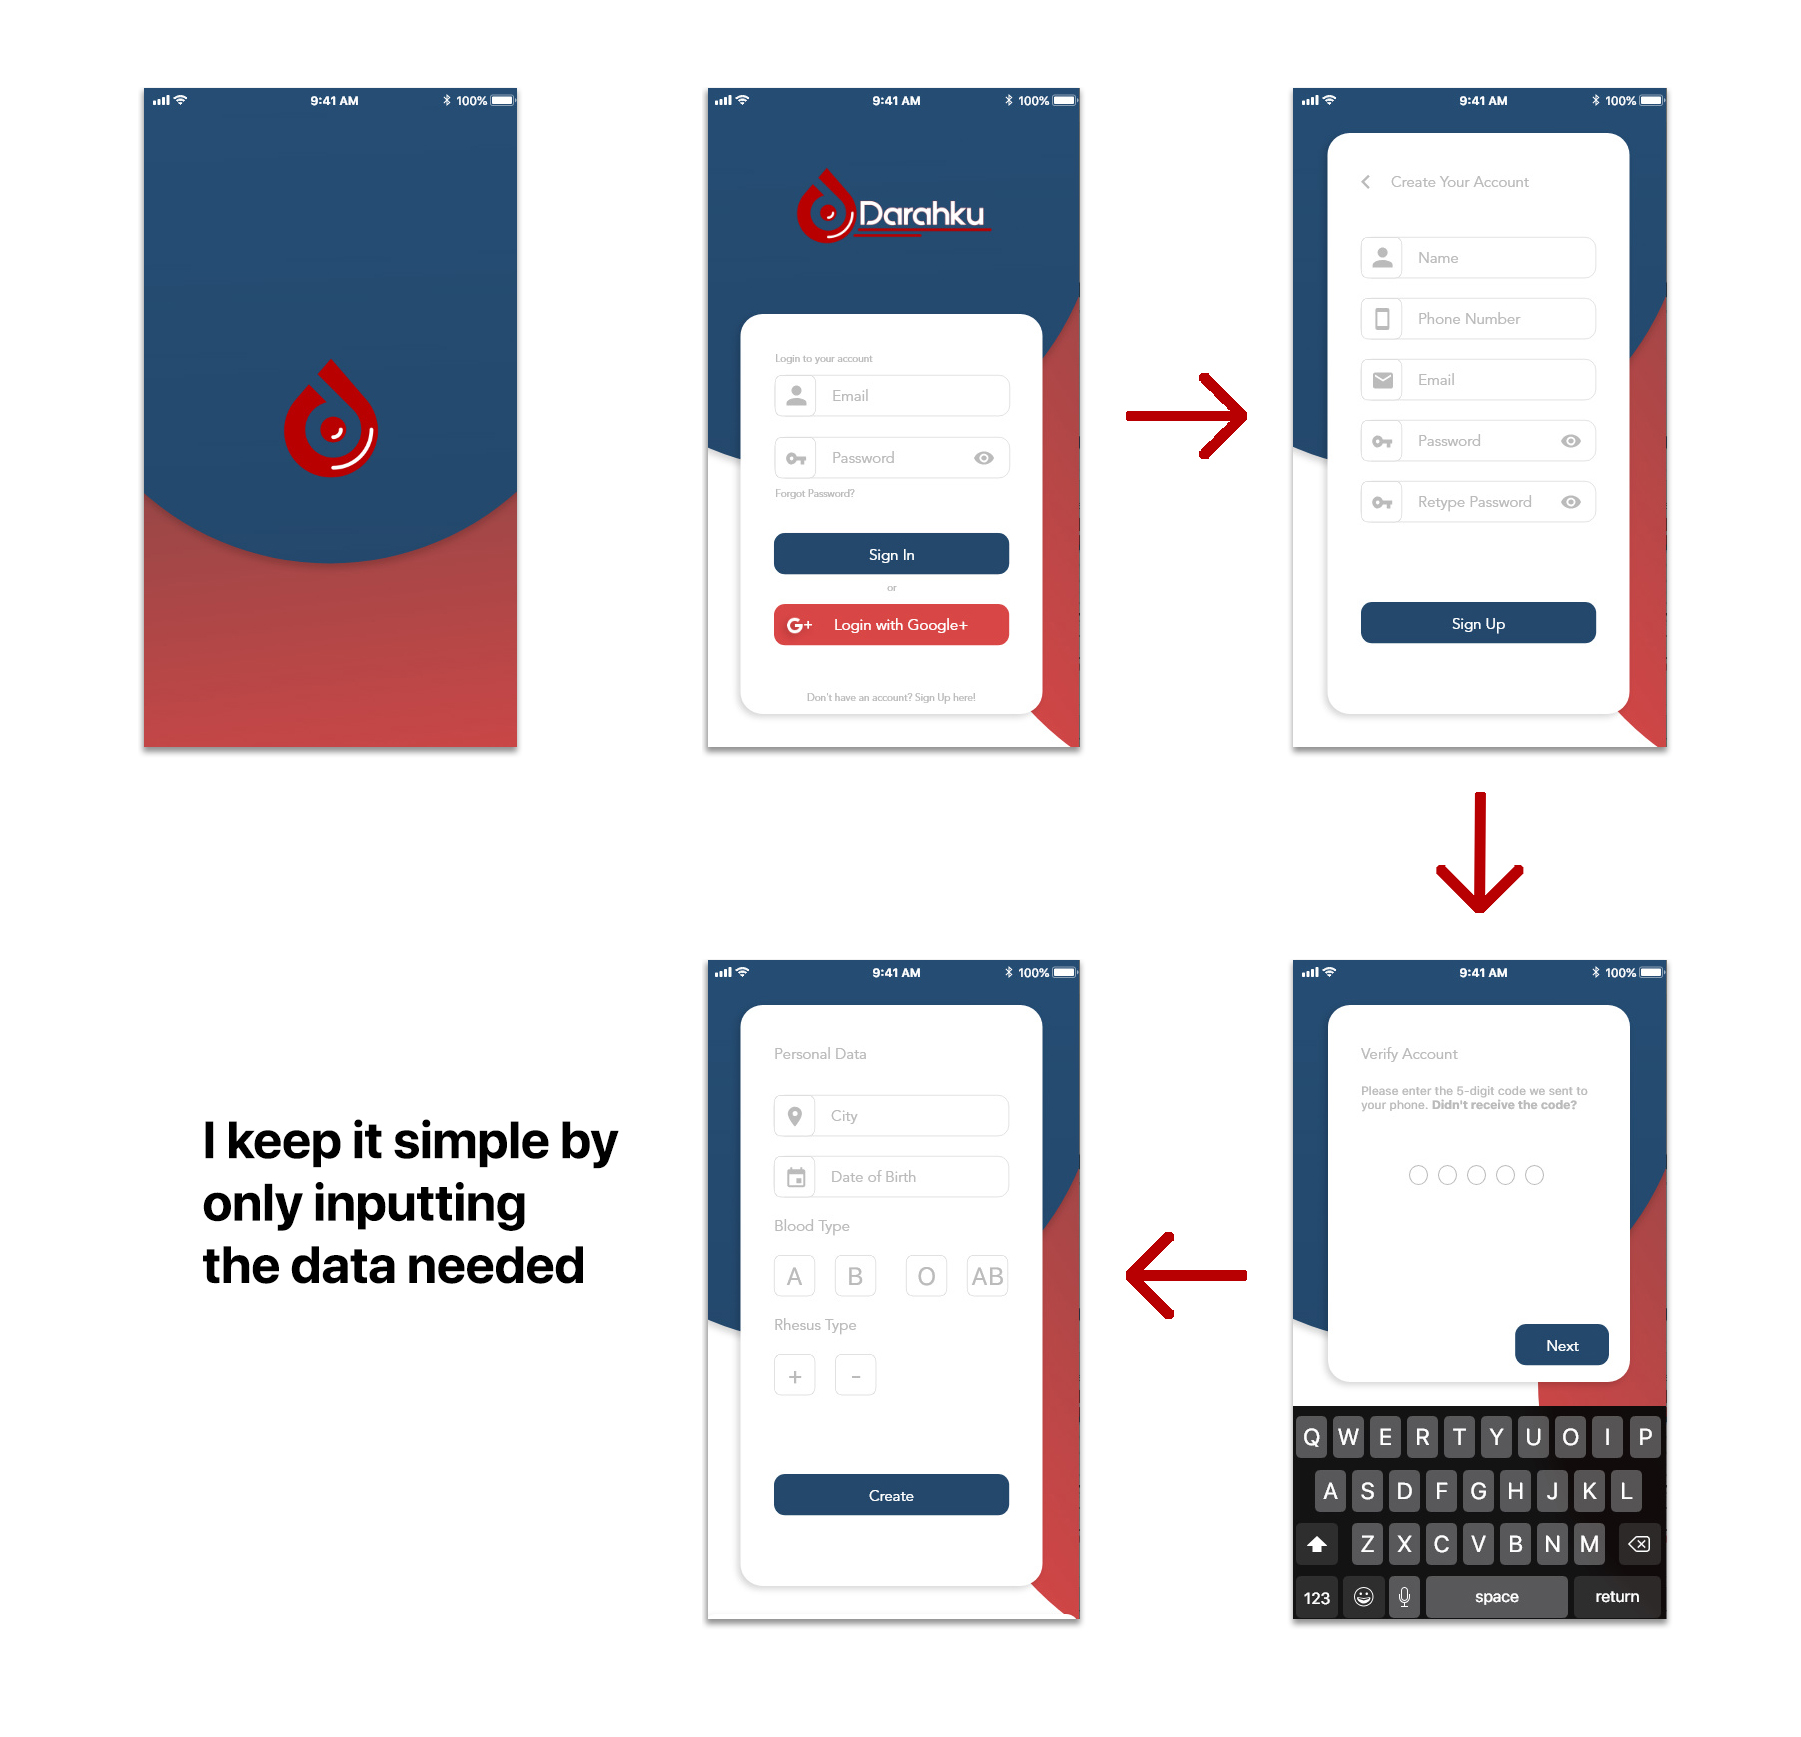 9:41 AM
100%
9:41 AM
100%
Darahku
Login to your account
Email
Password
Forgot Password?
Sign In
or
G+ Login with Google+
Don't have an account? Sign Up here!
9:41 AM
100%
Create Your Account
Name
Phone Number
Email
Password
Retype Password
Sign Up
9:41 AM
100%
Verify Account
Please enter the 5-digit code we sent to
your phone. Didn't receive the code?
Next
Q W E R T Y U O I P
A S D F G H J K L
Z X C V B N M
123 space return
9:41 AM
100%
Personal Data
City
Date of Birth
Blood Type
A B O AB
Rhesus Type
+ -
Create
I keep it simple by
only inputting
the data needed